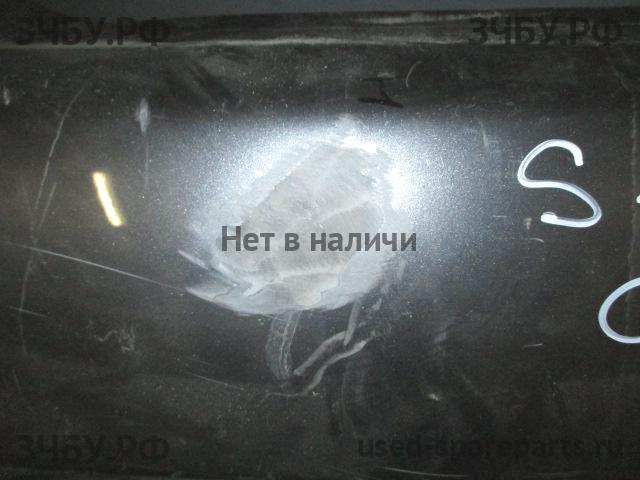 ЗЧБУ.РФ ЗЧБУ.РФ
S
Нет в наличи
ЗЧБУ.РФ used-spareparts.ru